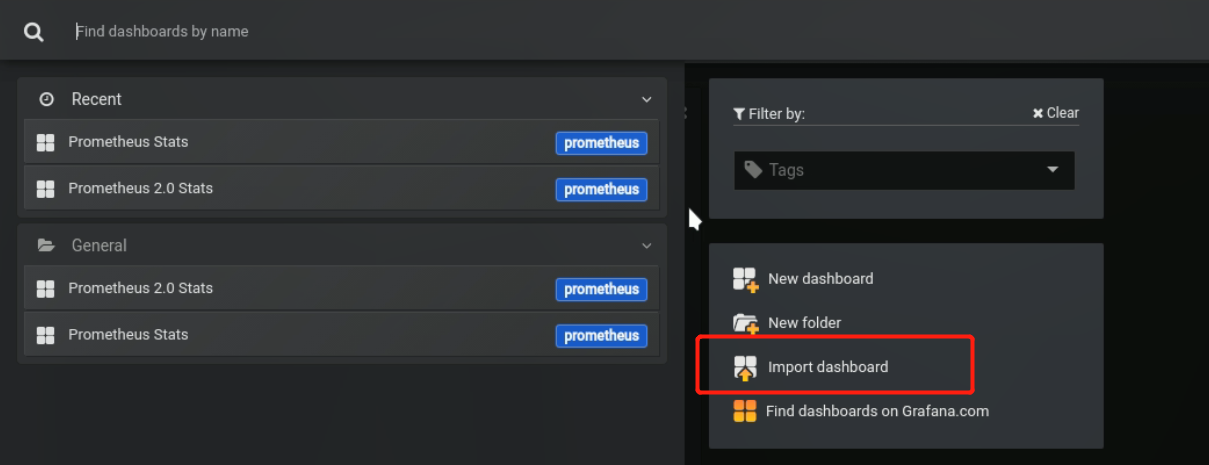 Find dashboards by name
Recent
Prometheus Stats prometheus
Prometheus 2.0 Stats prometheus
General
Prometheus 2.0 Stats prometheus
Prometheus Stats prometheus
Filter by: Clear
Tags
New dashboard
New folder
Import dashboard
Find dashboards on Grafana.com